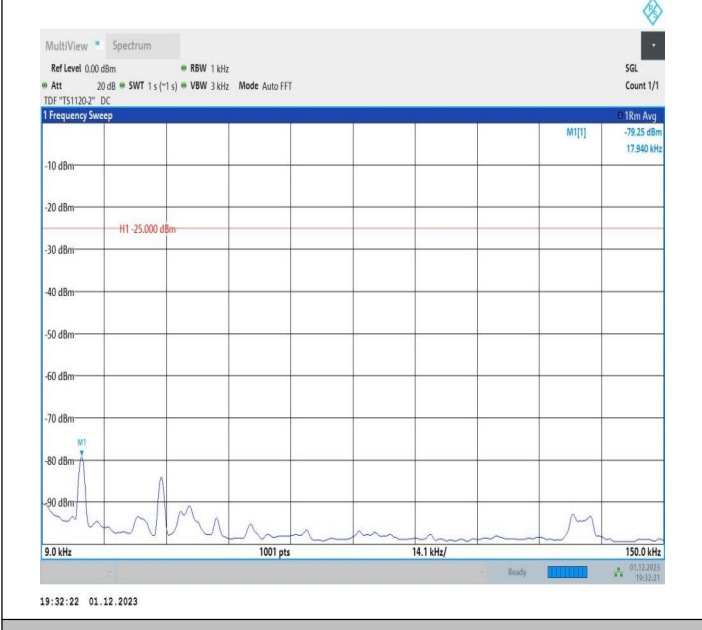 MultiView Spectrum
Ref Level 0.00 dBm RBW 1 kHz SGL
Att 20 dB SWT 1 s (~1 s) VBW 3 kHz Mode Auto FFT Count 1/1
TDF "TS1120-2" DC
1 Frequency Sweep 1Rm Avg
M1[1] -79.25 dBm
17.940 kHz
-10 dBm
-20 dBm
H1 -25.000 dBm
-30 dBm
-40 dBm
-50 dBm
-60 dBm
-70 dBm
M1
-80 dBm
-90 dBm
9.0 kHz 1001 pts 14.1 kHz/ 150.0 kHz
Ready 01.12.2023
19:32:21
19:32:22 01.12.2023